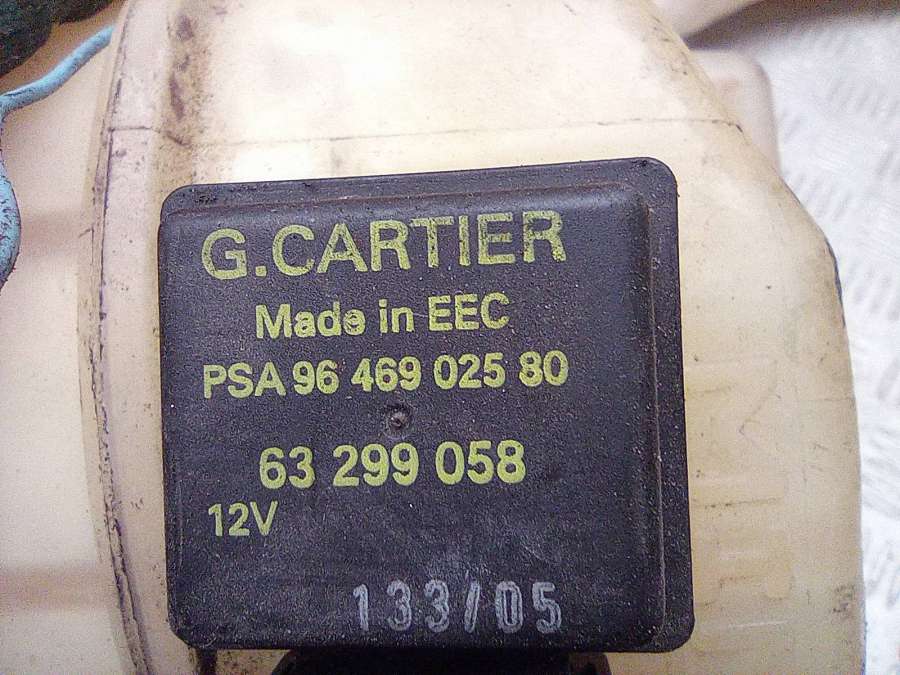 G.CARTIER
Made in EEC
PSA 96 469 025 80
63 299 058
12V
133/05